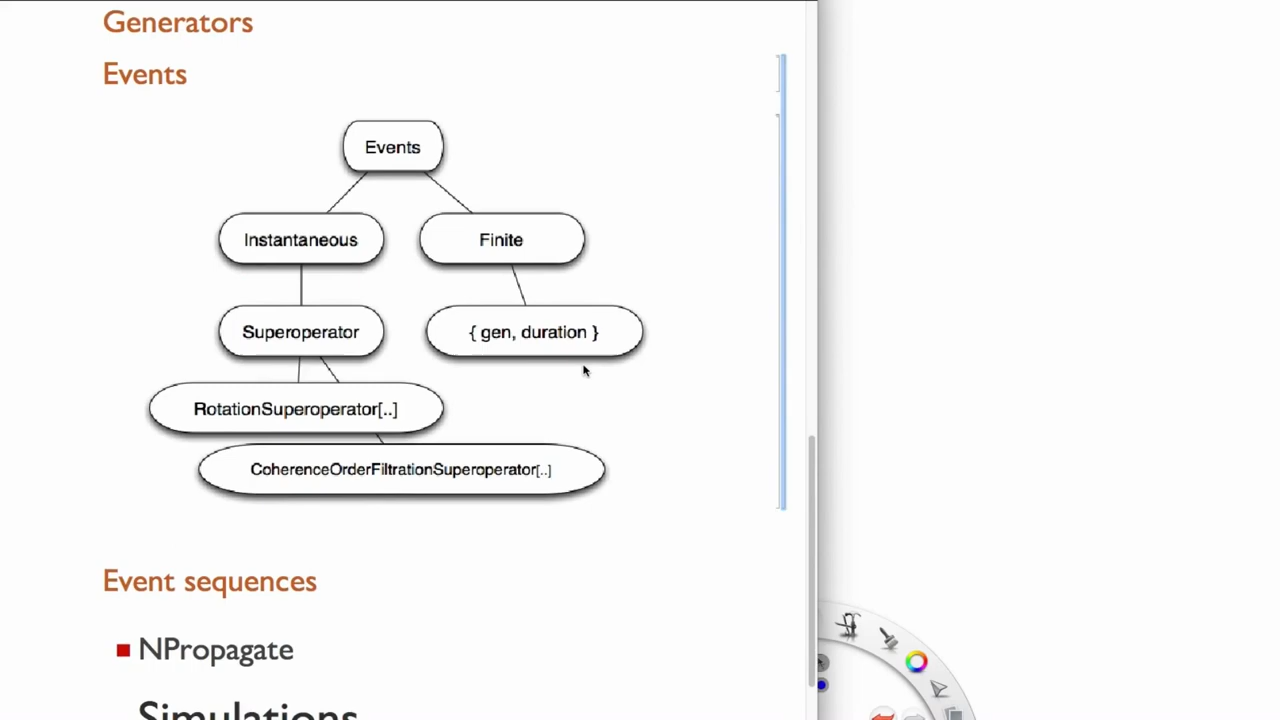 Generators
Events
Events
Instantaneous
Finite
Superoperator
{ gen, duration }
RotationSuperoperator[..]
CoherenceOrderFiltrationSuperoperator[..]
Event sequences
NPropagate
Simulations